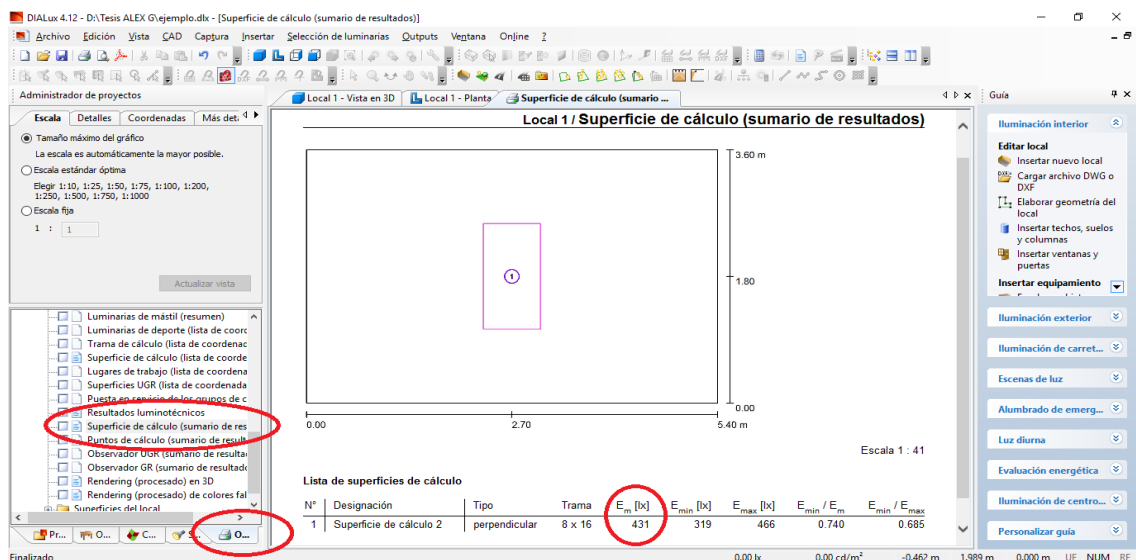 DIALux 4.12 - D:\Tesis ALEX G\ejemplo.dlx - [Superficie de cálculo (sumario de resultados)]
Archivo Edición Vista CAD Captura Insertar Selección de luminarias Outputs Ventana Online ?
Administrador de proyectos
Escala Detalles Coordenadas Más det
Tamaño máximo del gráfico
La escala es automáticamente la mayor posible.
Escala estándar óptima
Elegir 1:10, 1:25, 1:50, 1:75, 1:100, 1:200,
1:250, 1:500, 1:750, 1:1000
Escala fija
1 : 1
Actualizar vista
Luminarias de mástil (resumen)
Luminarias de deporte (lista de coorc
Trama de cálculo (lista de coordenac
Superficie de cálculo (lista de coorde
Lugares de trabajo (lista de coordena
Superficies UGR (lista de coordenada
Puesta en servicio de los grupos de c
Resultados luminotécnicos
Superficie de cálculo (sumario de res
Puntos de cálculo (sumario de result
Observador UGR (sumario de resulta
Observador GR (sumario de resultado
Rendering (procesado) en 3D
Rendering (procesado) de colores fal
Superficies del local
Pr... O... C... S... O...
Finalizado
Local 1 - Vista en 3D Local 1 - Planta Superficie de cálculo (sumario ...
Local 1 / Superficie de cálculo (sumario de resultados)
3.60 m
1
1.80
0.00
0.00 2.70 5.40 m
Escala 1 : 41
Lista de superficies de cálculo
N° Designación Tipo Trama Em [lx] Emin [lx] Emax [lx] Emin / Em Emin / Emax
1 Superficie de cálculo 2 perpendicular 8 x 16 431 319 466 0.740 0.685
Guía
Iluminación interior
Editar local
Insertar nuevo local
Cargar archivo DWG o
DXF
Elaborar geometría del
local
Insertar techos, suelos
y columnas
Insertar ventanas y
puertas
Insertar equipamiento
Iluminación exterior
Iluminación de carret...
Escenas de luz
Alumbrado de emerg...
Luz diurna
Evaluación energética
Iluminación de centro...
Personalizar guía
0.00 lx 0.00 cd/m² -0.462 m 1.989 m 0.000 m UF NUM RF